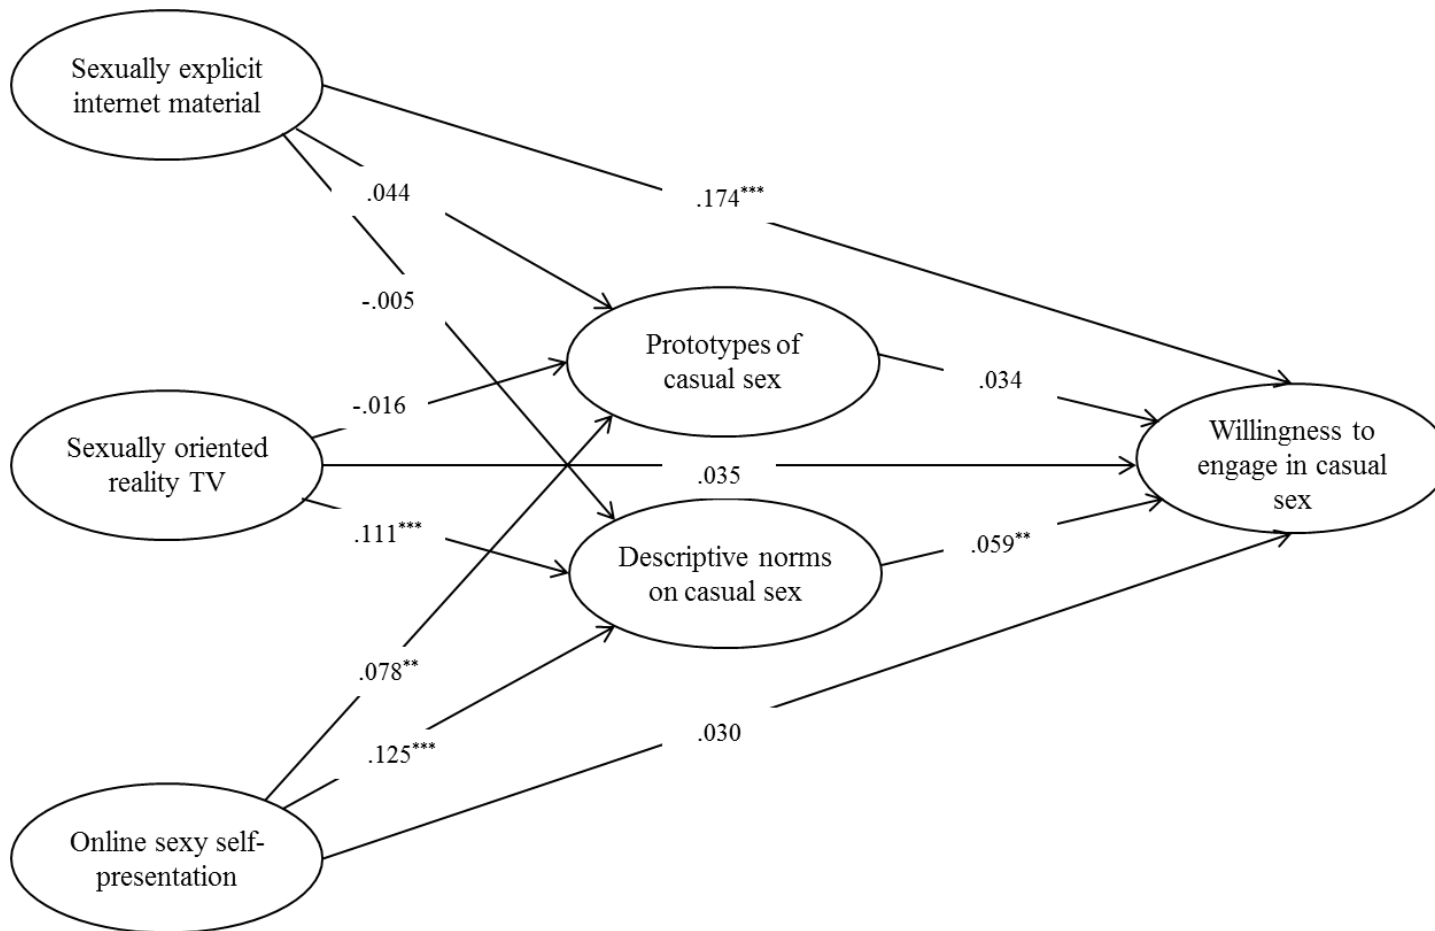 Sexually explicit
internet material
.044
.174***
-.005
Prototypes of
casual sex
.034
-.016
Sexually oriented
reality TV
.035
Willingness to
engage in casual
sex
.111***
Descriptive norms
on casual sex
.059**
.078**
.125***
.030
Online sexy self-
presentation